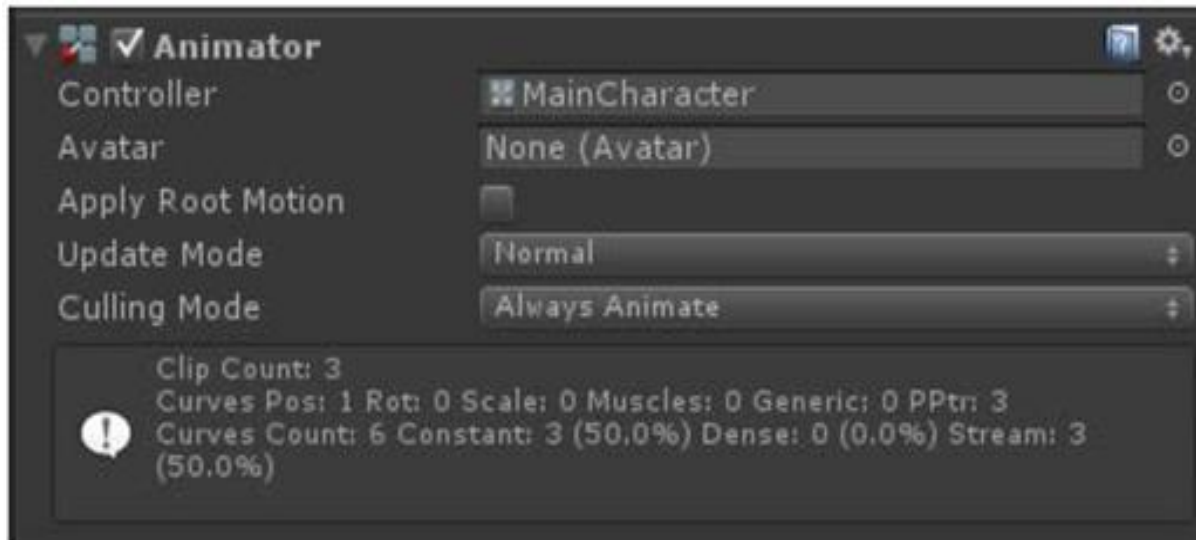 Animator
Controller MainCharacter
Avatar None (Avatar)
Apply Root Motion
Update Mode Normal
Culling Mode Always Animate
Clip Count: 3
Curves Pos: 1 Rot: 0 Scale: 0 Muscles: 0 Generic: 0 PPtr: 3
Curves Count: 6 Constant: 3 (50.0%) Dense: 0 (0.0%) Stream: 3
(50.0%)